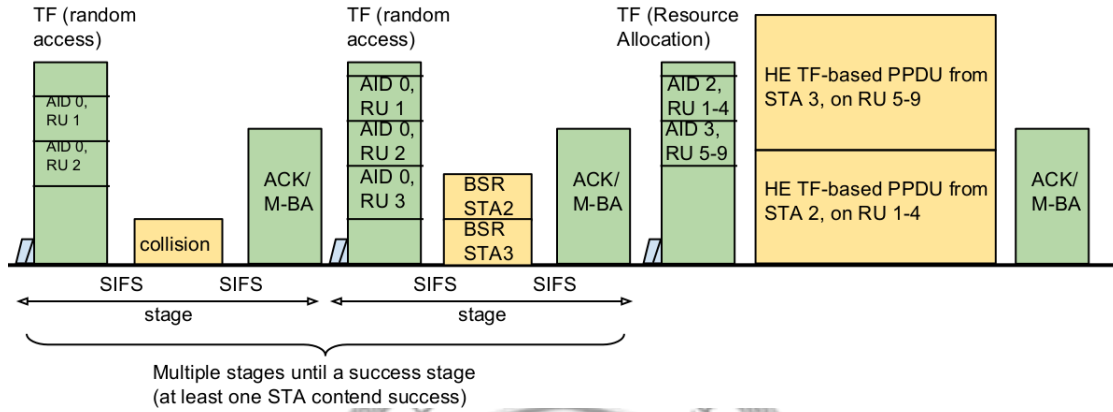 TF (random
access)
TF (random
access)
TF (Resource
Allocation)
AID 0,
RU 1
AID 0,
RU 2
collision
ACK/
M-BA
AID 0,
RU 1
AID 0,
RU 2
AID 0,
RU 3
BSR
STA2
BSR
STA3
ACK/
M-BA
AID 2,
RU 1-4
AID 3,
RU 5-9
HE TF-based PPDU from
STA 3, on RU 5-9
HE TF-based PPDU from
STA 2, on RU 1-4
ACK/
M-BA
SIFS
SIFS
SIFS
SIFS
stage
stage
Multiple stages until a success stage
(at least one STA contend success)